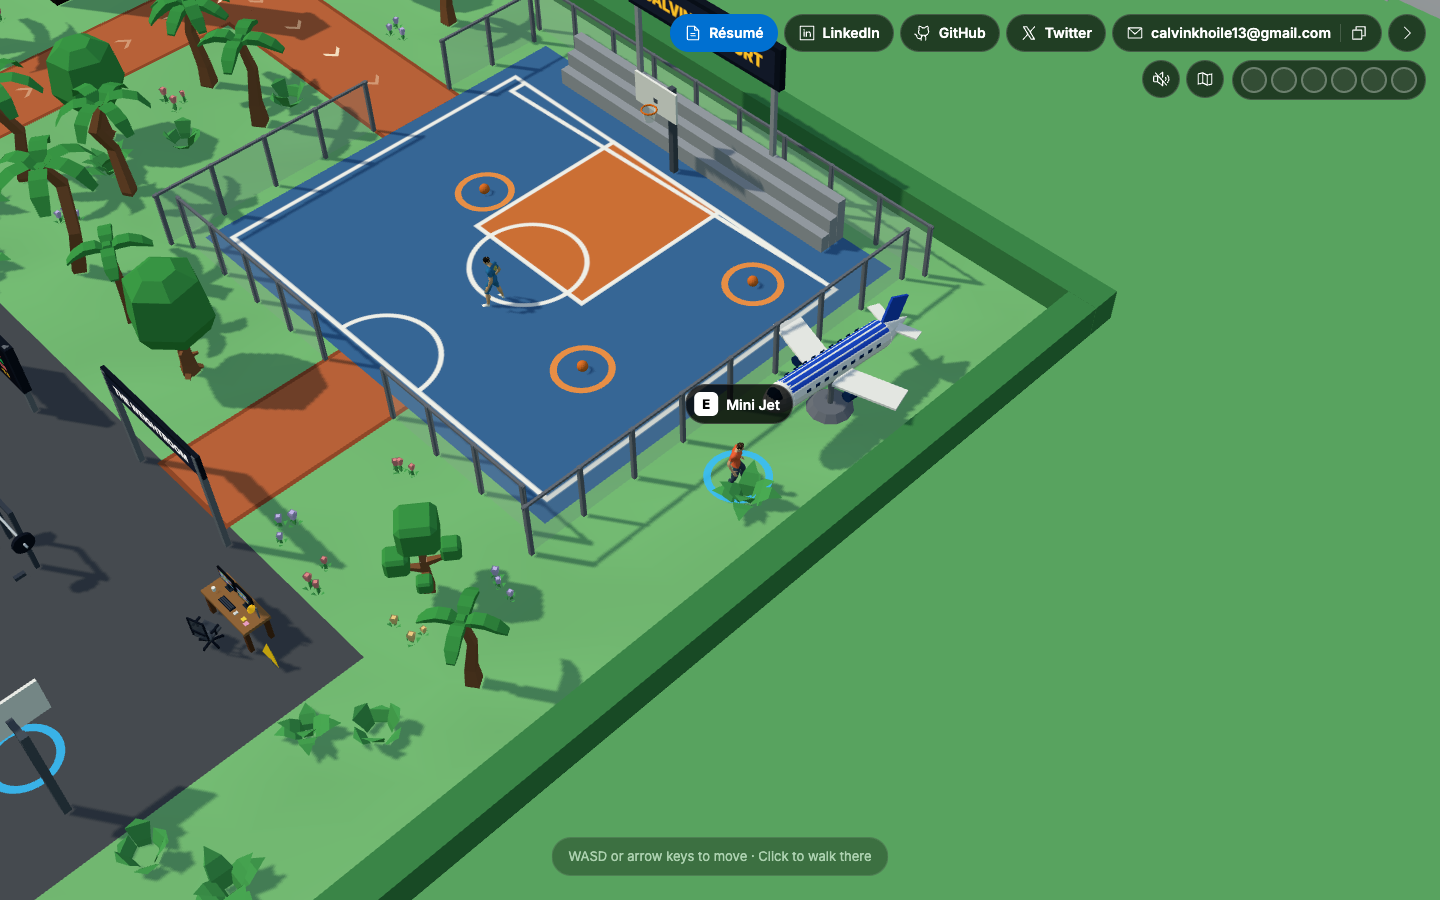 Résumé
LinkedIn
GitHub
Twitter
calvinkhoile13@gmail.com
E Mini Jet
WASD or arrow keys to move · Click to walk there